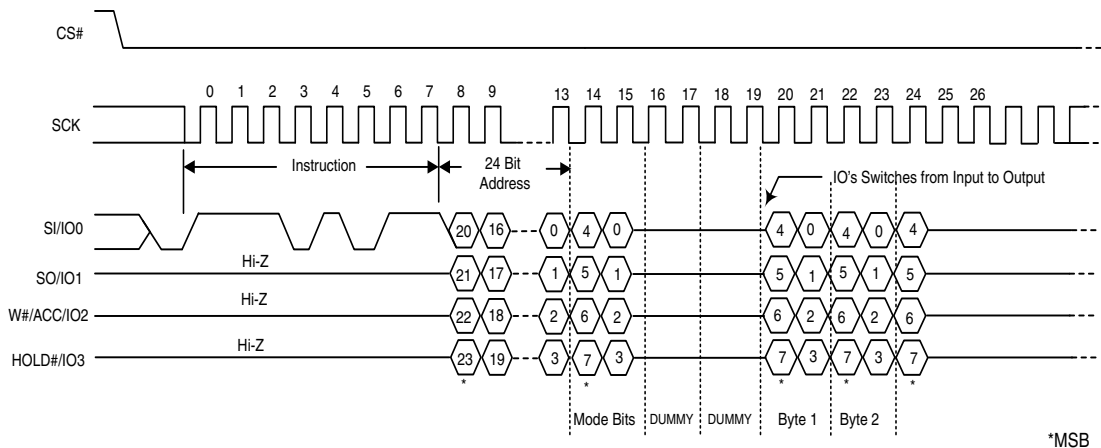 CS#
0 1 2 3 4 5 6 7 8 9 13 14 15 16 17 18 19 20 21 22 23 24 25 26
SCK
Instruction
24 Bit
Address
IO's Switches from Input to Output
SI/IO0
20 16 0 4 0 4 0 4 0 4
Hi-Z
SO/IO1
21 17 1 5 1 5 1 5 1 5
Hi-Z
W#/ACC/IO2
22 18 2 6 2 6 2 6 2 6
Hi-Z
HOLD#/IO3
23 19 3 7 3 7 3 7 3 7
* * * * *
Mode Bits DUMMY DUMMY Byte 1 Byte 2
*MSB